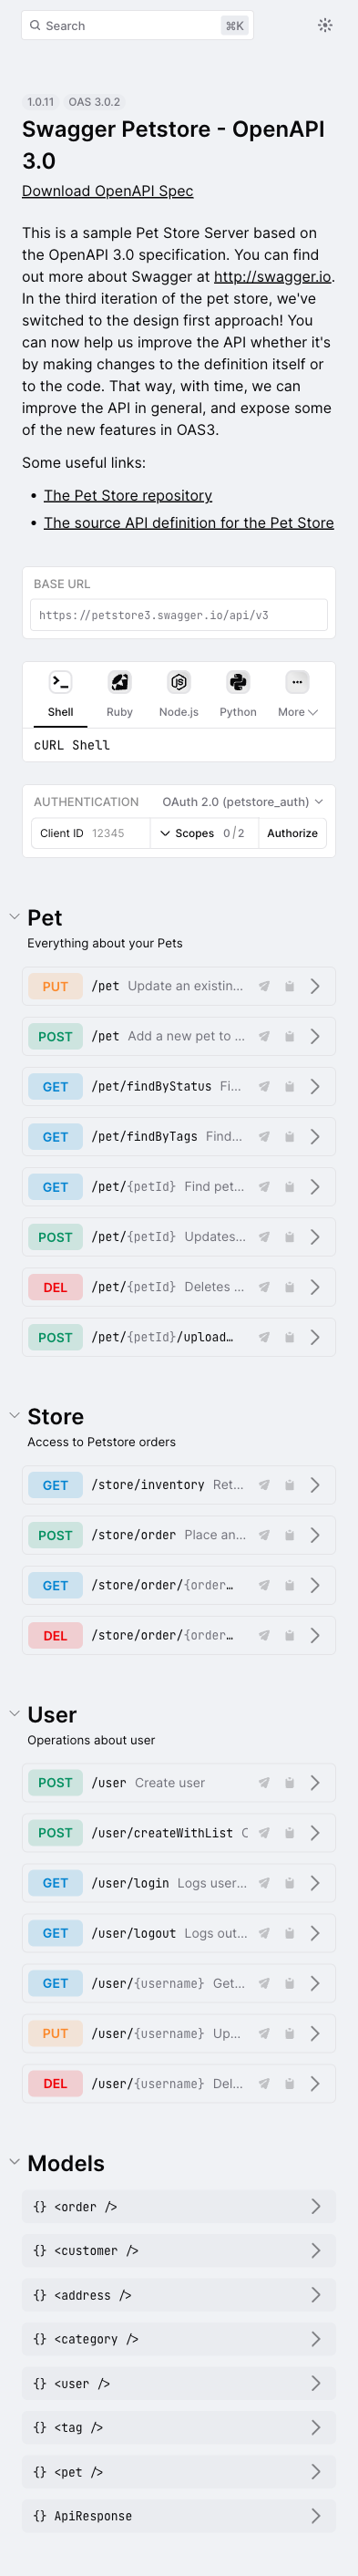 Search ⌘K
1.0.11 OAS 3.0.2
Swagger Petstore - OpenAPI
3.0
Download OpenAPI Spec
This is a sample Pet Store Server based on
the OpenAPI 3.0 specification. You can find
out more about Swagger at http://swagger.io.
In the third iteration of the pet store, we've
switched to the design first approach! You
can now help us improve the API whether it's
by making changes to the definition itself or
to the code. That way, with time, we can
improve the API in general, and expose some
of the new features in OAS3.
Some useful links:
• The Pet Store repository
• The source API definition for the Pet Store
BASE URL
https://petstore3.swagger.io/api/v3
Shell Ruby Node.js Python More
cURL Shell
AUTHENTICATION OAuth 2.0 (petstore_auth)
Client ID 12345 Scopes 0 / 2 Authorize
Pet
Everything about your Pets
PUT /pet Update an existin...
POST /pet Add a new pet to ...
GET /pet/findByStatus Fi...
GET /pet/findByTags Find...
GET /pet/{petId} Find pet...
POST /pet/{petId} Updates...
DEL /pet/{petId} Deletes ...
POST /pet/{petId}/upload…
Store
Access to Petstore orders
GET /store/inventory Ret...
POST /store/order Place an...
GET /store/order/{order…
DEL /store/order/{order…
User
Operations about user
POST /user Create user
POST /user/createWithList C
GET /user/login Logs user...
GET /user/logout Logs out...
GET /user/{username} Get...
PUT /user/{username} Up...
DEL /user/{username} Del...
Models
{} <order />
{} <customer />
{} <address />
{} <category />
{} <user />
{} <tag />
{} <pet />
{} ApiResponse